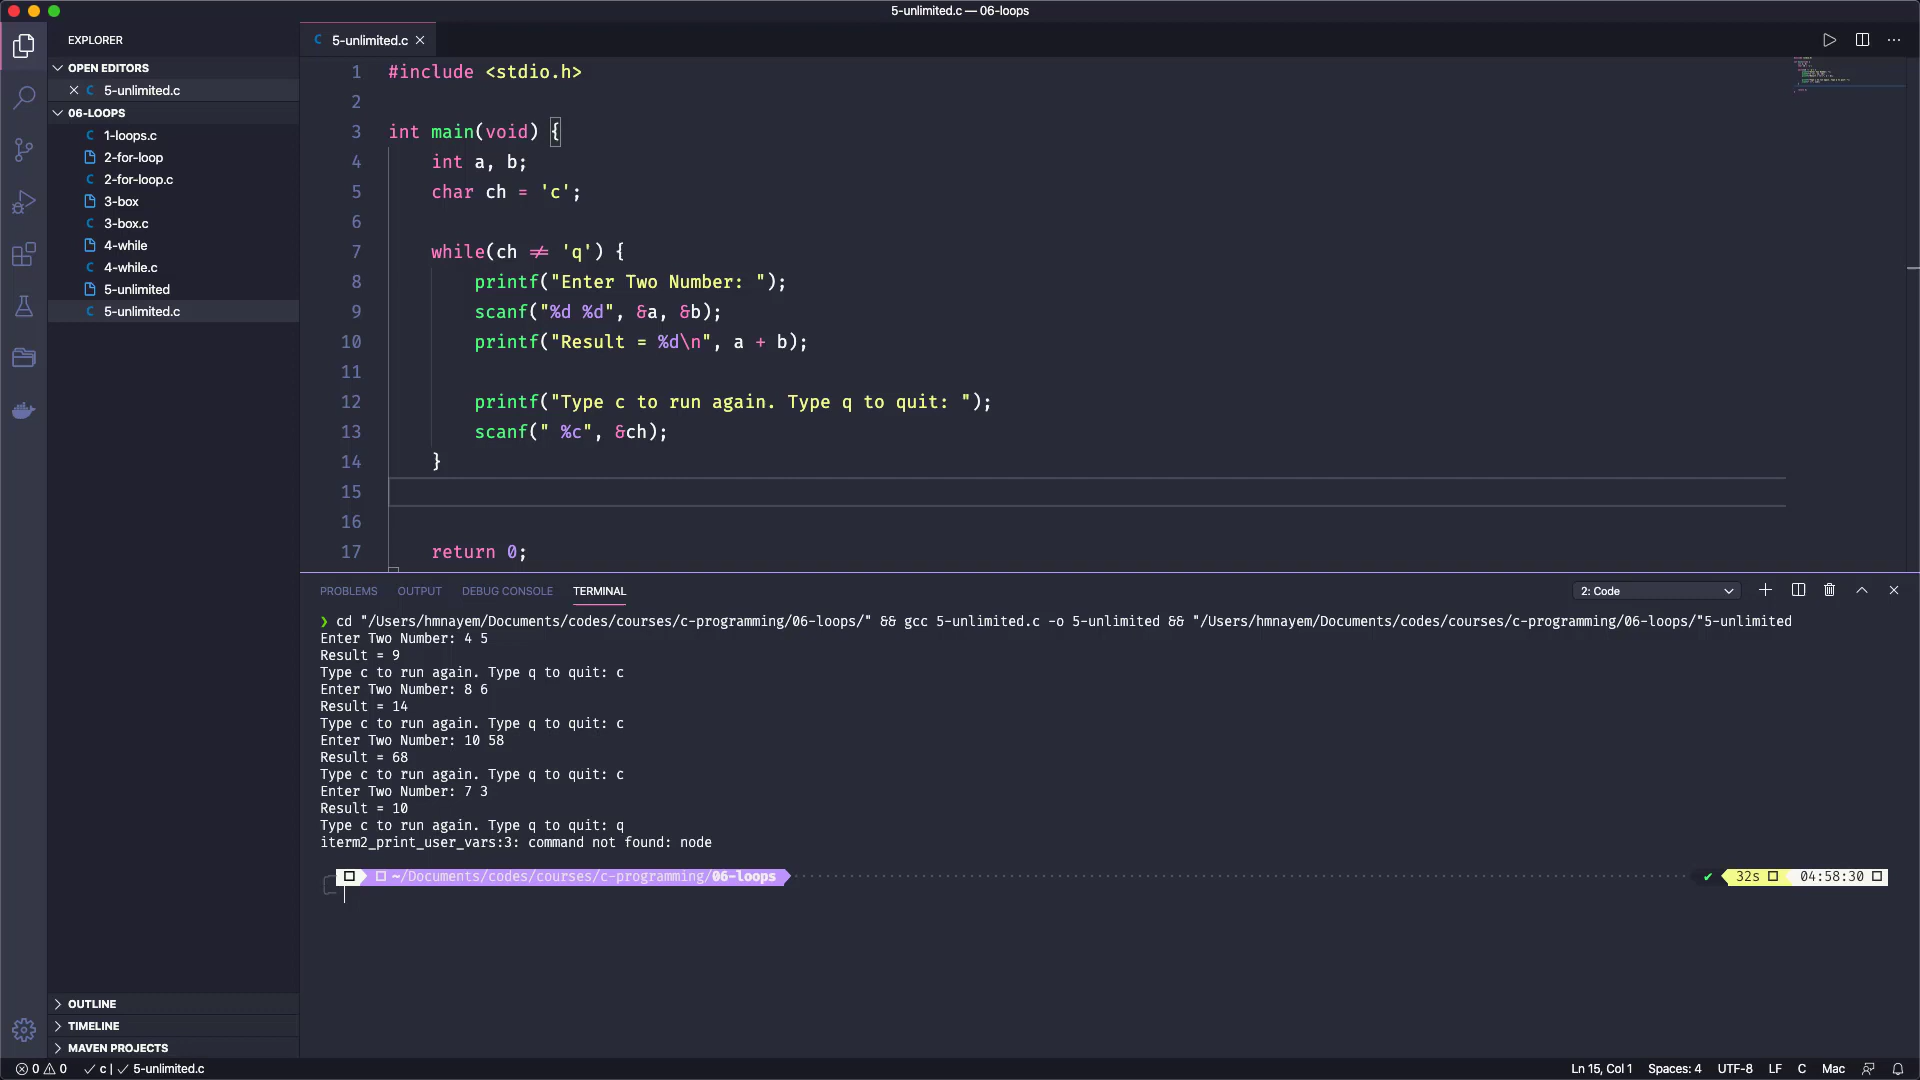 5-unlimited.c — 06-loops
EXPLORER
OPEN EDITORS
5-unlimited.c
06-LOOPS
1-loops.c
2-for-loop
2-for-loop.c
3-box
3-box.c
4-while
4-while.c
5-unlimited
5-unlimited.c
OUTLINE
TIMELINE
MAVEN PROJECTS
5-unlimited.c
1 #include <stdio.h>
2
3 int main(void) {
4 int a, b;
5 char ch = 'c';
6
7 while(ch ≠ 'q') {
8 printf("Enter Two Number: ");
9 scanf("%d %d", &a, &b);
10 printf("Result = %d\n", a + b);
11
12 printf("Type c to run again. Type q to quit: ");
13 scanf(" %c", &ch);
14 }
15
16
17 return 0;
PROBLEMS OUTPUT DEBUG CONSOLE TERMINAL 2: Code
❯ cd "/Users/hmnayem/Documents/codes/courses/c-programming/06-loops/" && gcc 5-unlimited.c -o 5-unlimited && "/Users/hmnayem/Documents/codes/courses/c-programming/06-loops/"5-unlimited
Enter Two Number: 4 5
Result = 9
Type c to run again. Type q to quit: c
Enter Two Number: 8 6
Result = 14
Type c to run again. Type q to quit: c
Enter Two Number: 10 58
Result = 68
Type c to run again. Type q to quit: c
Enter Two Number: 7 3
Result = 10
Type c to run again. Type q to quit: q
iterm2_print_user_vars:3: command not found: node
~/Documents/codes/courses/c-programming/06-loops ✔ 32s 04:58:30
0 0 ✓ c | ✓ 5-unlimited.c Ln 15, Col 1 Spaces: 4 UTF-8 LF C Mac